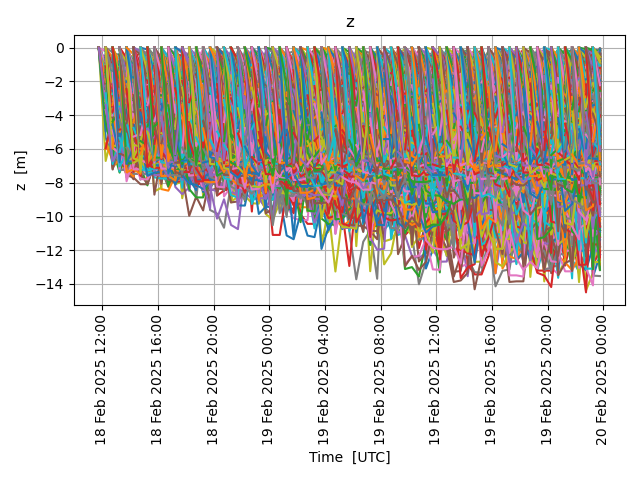 z
0
−2
−4
−6
−8
−10
−12
−14
z [m]
18 Feb 2025 12:00
18 Feb 2025 16:00
18 Feb 2025 20:00
19 Feb 2025 00:00
19 Feb 2025 04:00
19 Feb 2025 08:00
19 Feb 2025 12:00
19 Feb 2025 16:00
19 Feb 2025 20:00
20 Feb 2025 00:00
Time [UTC]